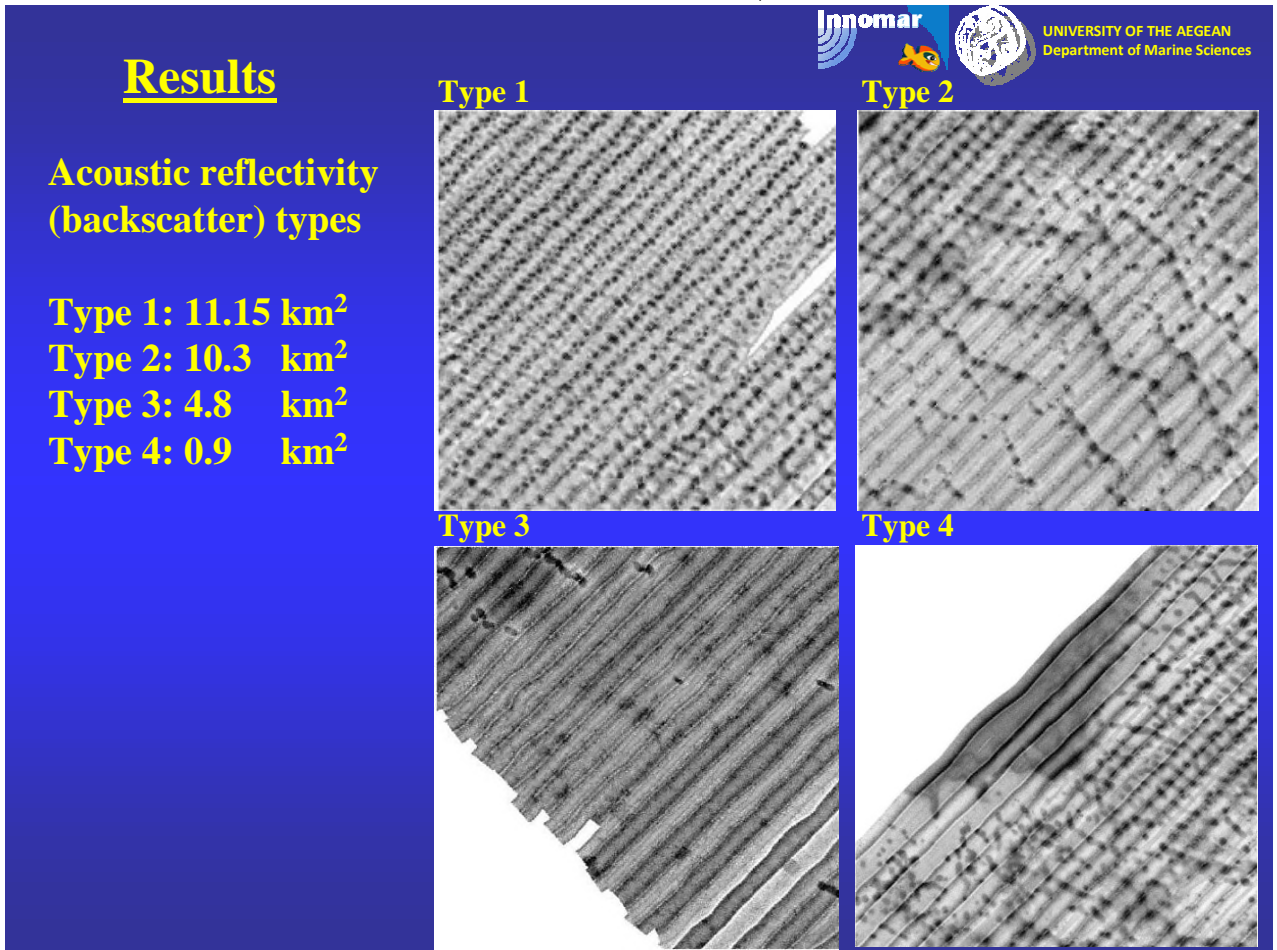 Innomar
UNIVERSITY OF THE AEGEAN
Department of Marine Sciences
Results
Acoustic reflectivity
(backscatter) types
Type 1: 11.15 km²
Type 2: 10.3 km²
Type 3: 4.8 km²
Type 4: 0.9 km²
Type 1
Type 2
Type 3
Type 4